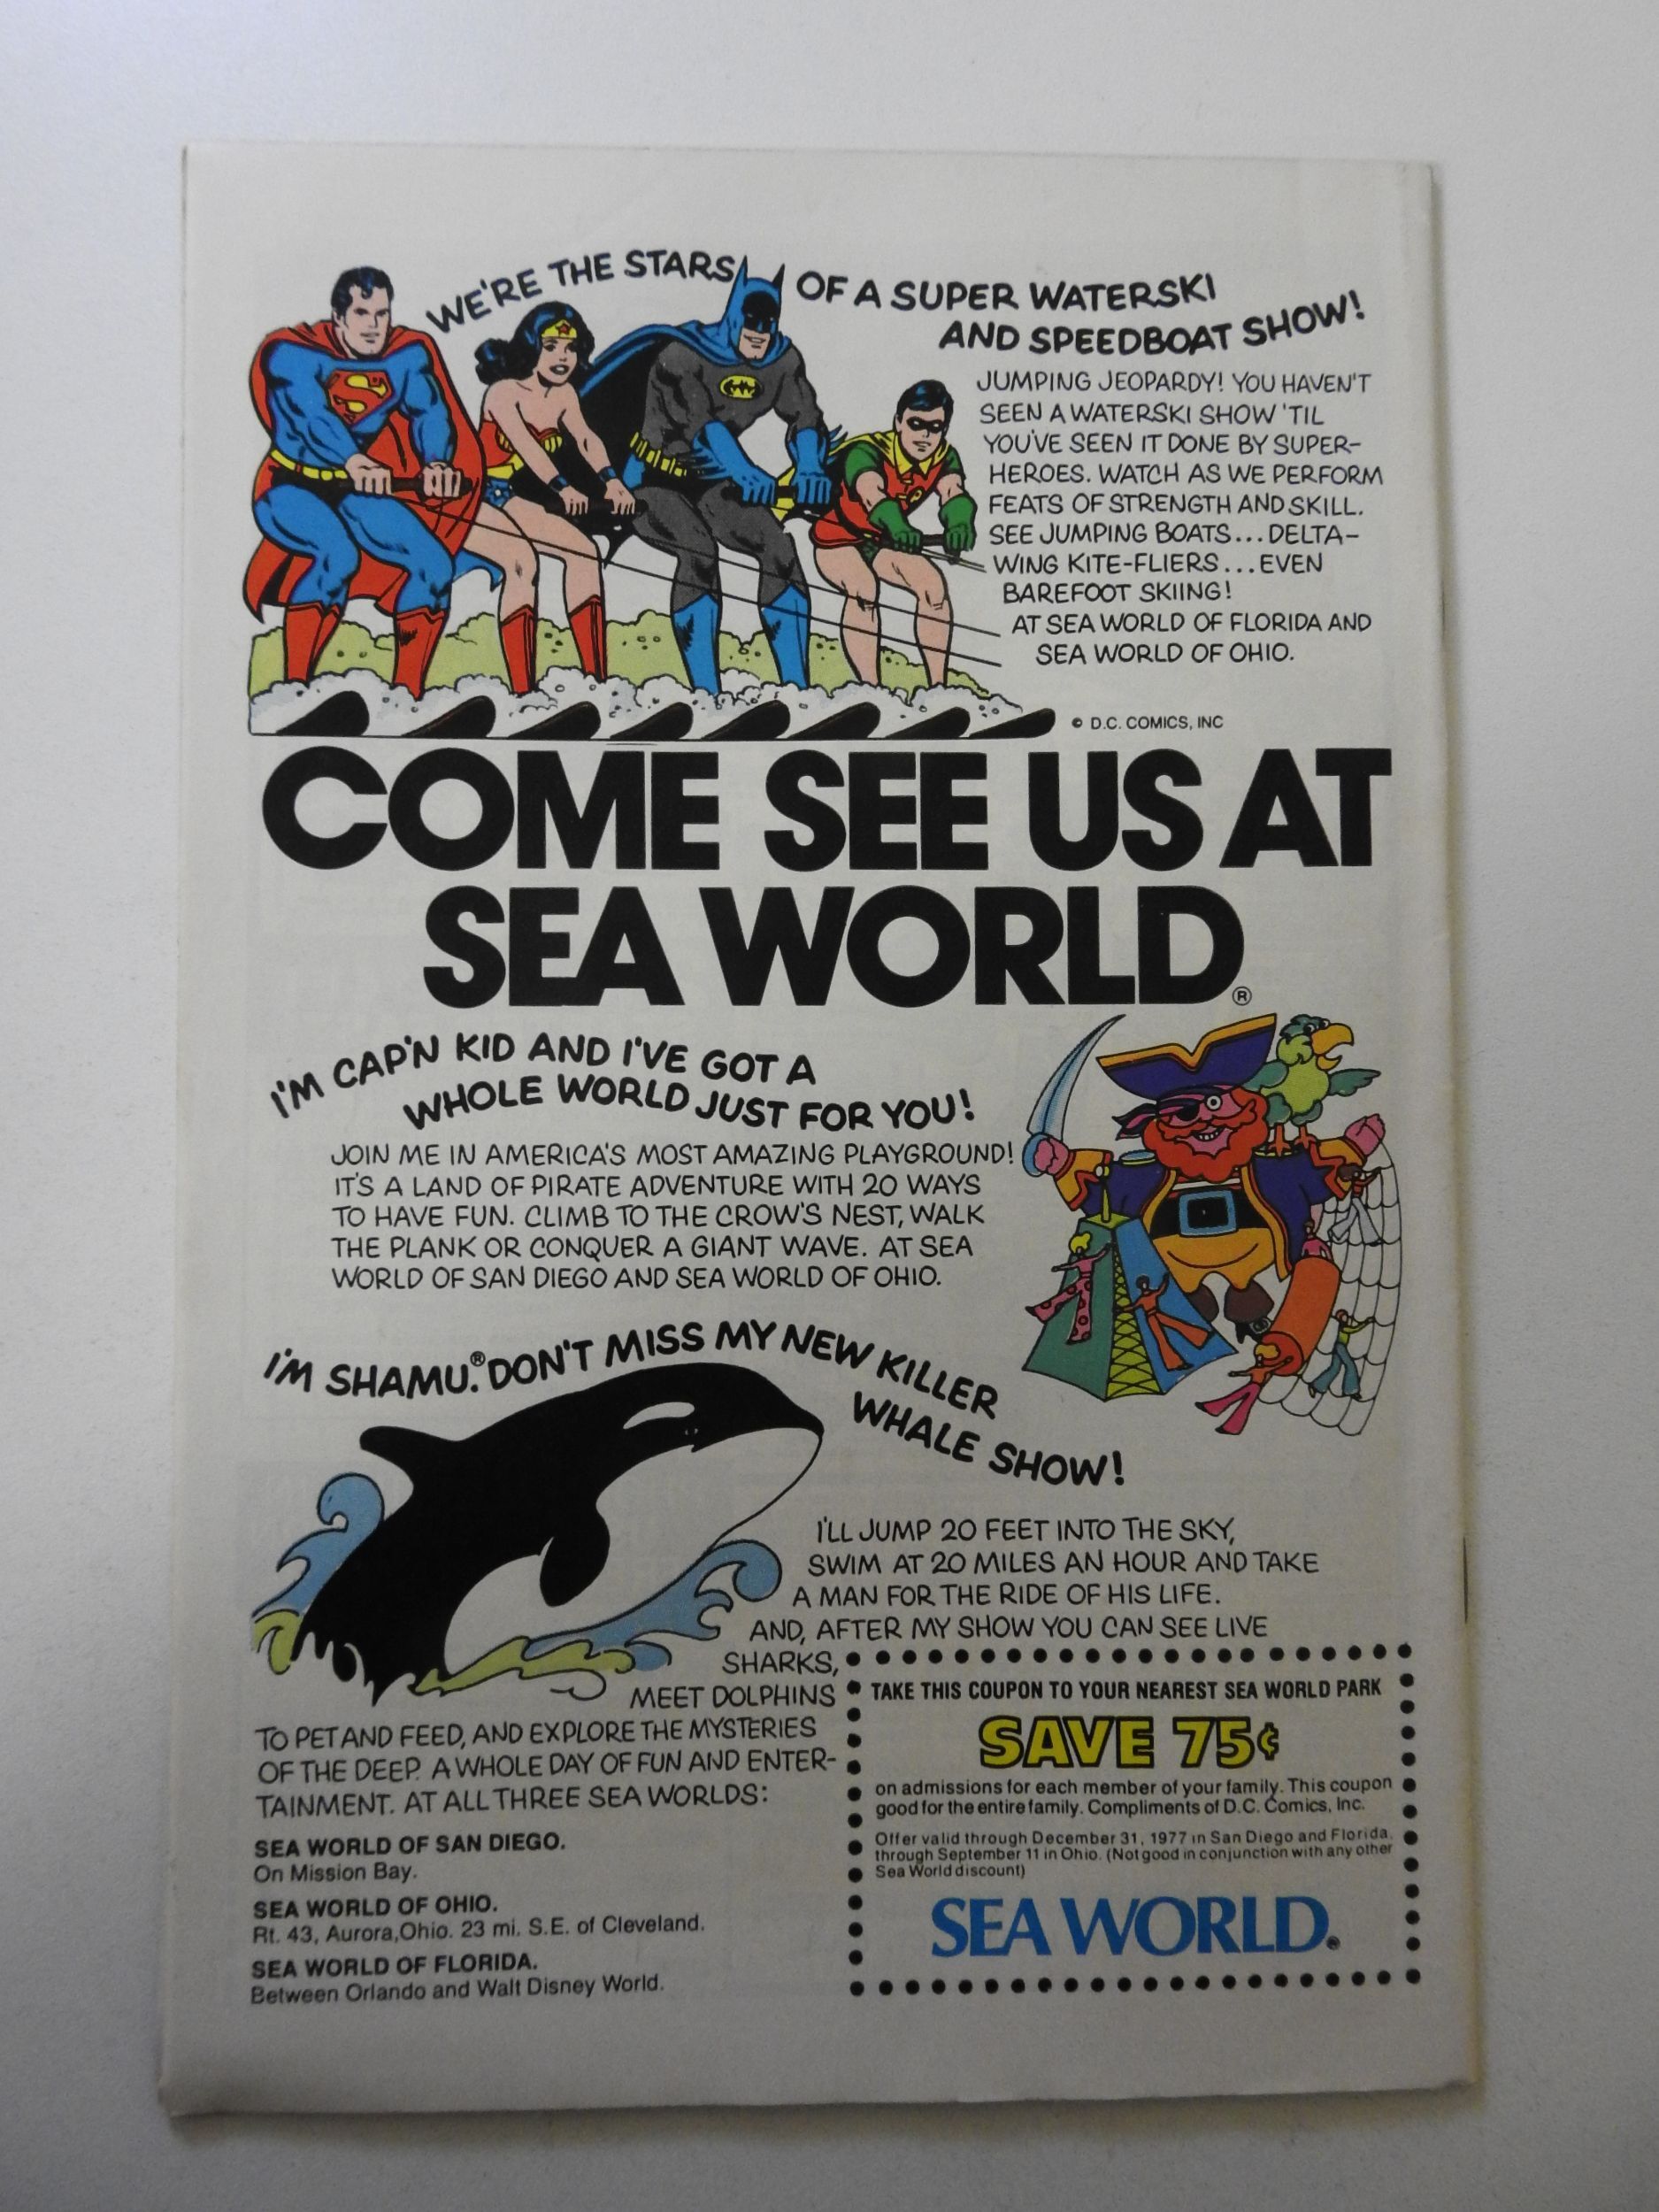 WE'RE THE STARS OF A SUPER WATERSKI
AND SPEEDBOAT SHOW!
JUMPING JEOPARDY! YOU HAVEN'T
SEEN A WATERSKI SHOW 'TIL
YOU'VE SEEN IT DONE BY SUPER-
HEROES. WATCH AS WE PERFORM
FEATS OF STRENGTH AND SKILL.
SEE JUMPING BOATS...DELTA-
WING KITE-FLIERS...EVEN
BAREFOOT SKIING!
AT SEA WORLD OF FLORIDA AND
SEA WORLD OF OHIO.
© D.C. COMICS, INC
COME SEE US AT
SEA WORLD®
I'M CAP'N KID AND I'VE GOT A
WHOLE WORLD JUST FOR YOU!
JOIN ME IN AMERICA'S MOST AMAZING PLAYGROUND!
IT'S A LAND OF PIRATE ADVENTURE WITH 20 WAYS
TO HAVE FUN. CLIMB TO THE CROW'S NEST, WALK
THE PLANK OR CONQUER A GIANT WAVE. AT SEA
WORLD OF SAN DIEGO AND SEA WORLD OF OHIO.
I'M SHAMU.® DON'T MISS MY NEW KILLER
WHALE SHOW!
I'LL JUMP 20 FEET INTO THE SKY,
SWIM AT 20 MILES AN HOUR AND TAKE
A MAN FOR THE RIDE OF HIS LIFE.
AND, AFTER MY SHOW YOU CAN SEE LIVE
SHARKS,
MEET DOLPHINS
TO PET AND FEED, AND EXPLORE THE MYSTERIES
OF THE DEEP. A WHOLE DAY OF FUN AND ENTER-
TAINMENT. AT ALL THREE SEA WORLDS:
SEA WORLD OF SAN DIEGO.
On Mission Bay.
SEA WORLD OF OHIO.
Rt. 43, Aurora, Ohio. 23 mi. S.E. of Cleveland.
SEA WORLD OF FLORIDA.
Between Orlando and Walt Disney World.
TAKE THIS COUPON TO YOUR NEAREST SEA WORLD PARK
SAVE 75¢
on admissions for each member of your family. This coupon
good for the entire family. Compliments of D.C. Comics, Inc.
Offer valid through December 31, 1977 in San Diego and Florida,
through September 11 in Ohio. (Not good in conjunction with any other
Sea World discount)
SEA WORLD.®